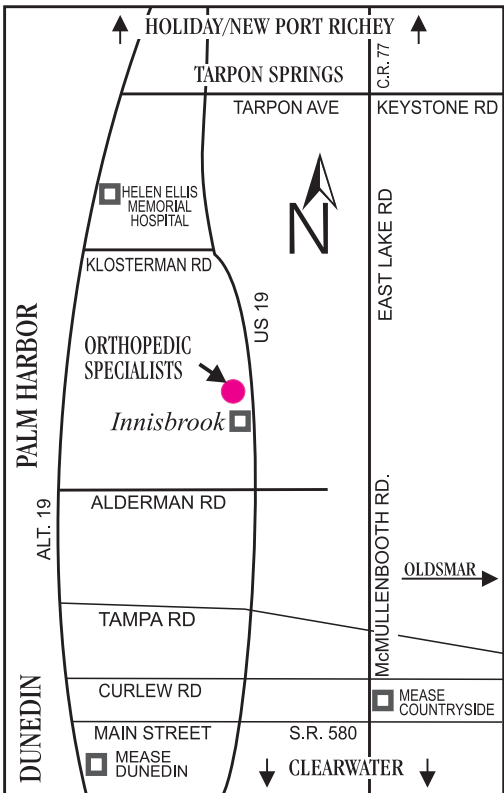 HOLIDAY/NEW PORT RICHEY
C.R. 77
TARPON SPRINGS
TARPON AVE
KEYSTONE RD
HELEN ELLIS
MEMORIAL
HOSPITAL
N
EAST LAKE RD
KLOSTERMAN RD
US 19
PALM HARBOR
ORTHOPEDIC
SPECIALISTS
Innisbrook
ALDERMAN RD
ALT. 19
McMULLENBOOTH RD.
OLDSMAR
TAMPA RD
CURLEW RD
MEASE
COUNTRYSIDE
MAIN STREET
S.R. 580
DUNEDIN
MEASE
DUNEDIN
CLEARWATER